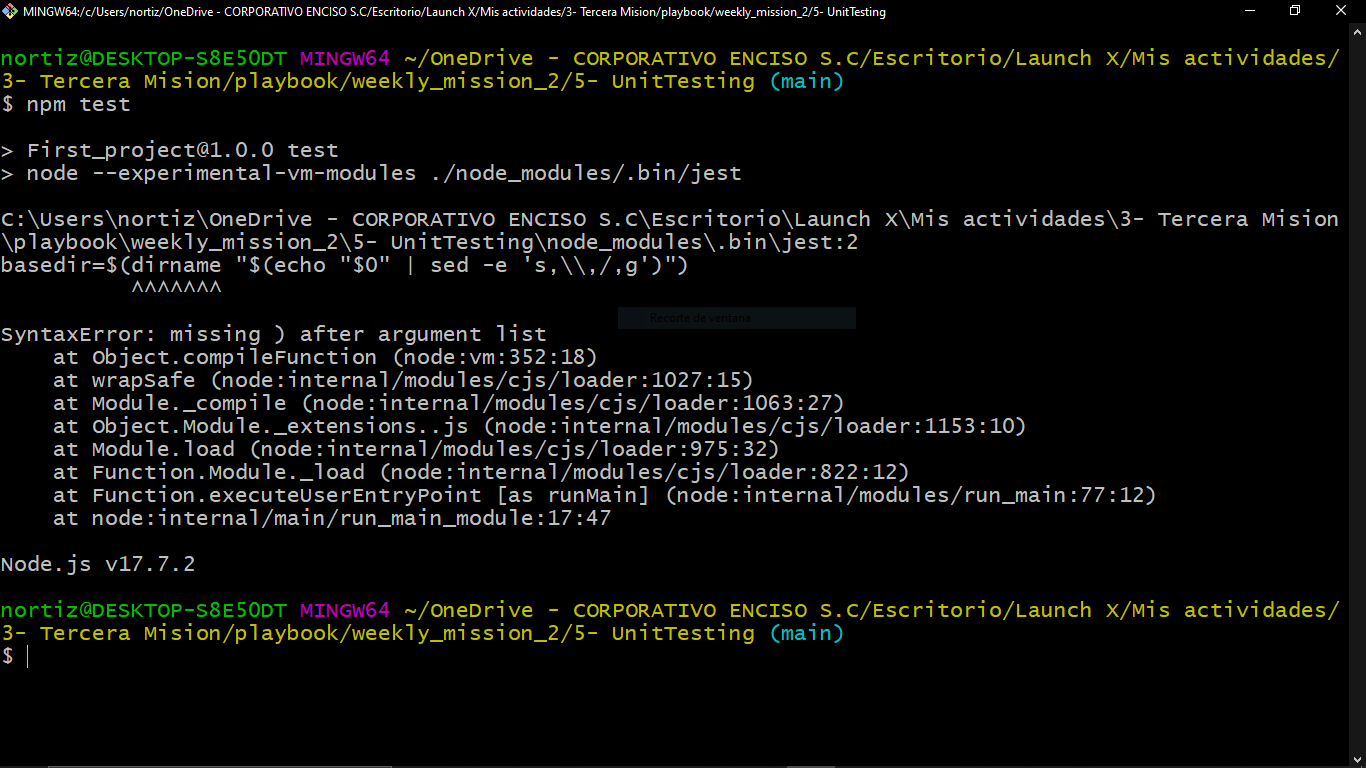 MINGW64:/c/Users/nortiz/OneDrive - CORPORATIVO ENCISO S.C/Escritorio/Launch X/Mis actividades/3- Tercera Mision/playbook/weekly_mission_2/5- UnitTesting
nortiz@DESKTOP-S8E50DT MINGW64 ~/OneDrive - CORPORATIVO ENCISO S.C/Escritorio/Launch X/Mis actividades/
3- Tercera Mision/playbook/weekly_mission_2/5- UnitTesting (main)
$ npm test
> First_project@1.0.0 test
> node --experimental-vm-modules ./node_modules/.bin/jest
C:\Users\nortiz\OneDrive - CORPORATIVO ENCISO S.C\Escritorio\Launch X\Mis actividades\3- Tercera Mision
\playbook\weekly_mission_2\5- UnitTesting\node_modules\.bin\jest:2
basedir=$(dirname "$(echo "$0" | sed -e 's,\\,/,g')")
          ^^^^^^^
Recorte de ventana
SyntaxError: missing ) after argument list
    at Object.compileFunction (node:vm:352:18)
    at wrapSafe (node:internal/modules/cjs/loader:1027:15)
    at Module._compile (node:internal/modules/cjs/loader:1063:27)
    at Object.Module._extensions..js (node:internal/modules/cjs/loader:1153:10)
    at Module.load (node:internal/modules/cjs/loader:975:32)
    at Function.Module._load (node:internal/modules/cjs/loader:822:12)
    at Function.executeUserEntryPoint [as runMain] (node:internal/modules/run_main:77:12)
    at node:internal/main/run_main_module:17:47
Node.js v17.7.2
nortiz@DESKTOP-S8E50DT MINGW64 ~/OneDrive - CORPORATIVO ENCISO S.C/Escritorio/Launch X/Mis actividades/
3- Tercera Mision/playbook/weekly_mission_2/5- UnitTesting (main)
$